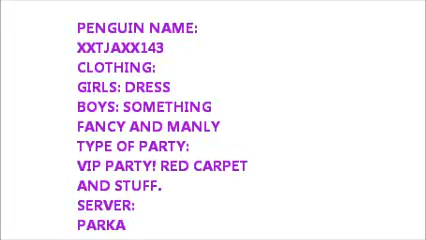 PENGUIN NAME:
XXTJAXX143
CLOTHING:
GIRLS: DRESS
BOYS: SOMETHING
FANCY AND MANLY
TYPE OF PARTY:
VIP PARTY! RED CARPET
AND STUFF.
SERVER:
PARKA